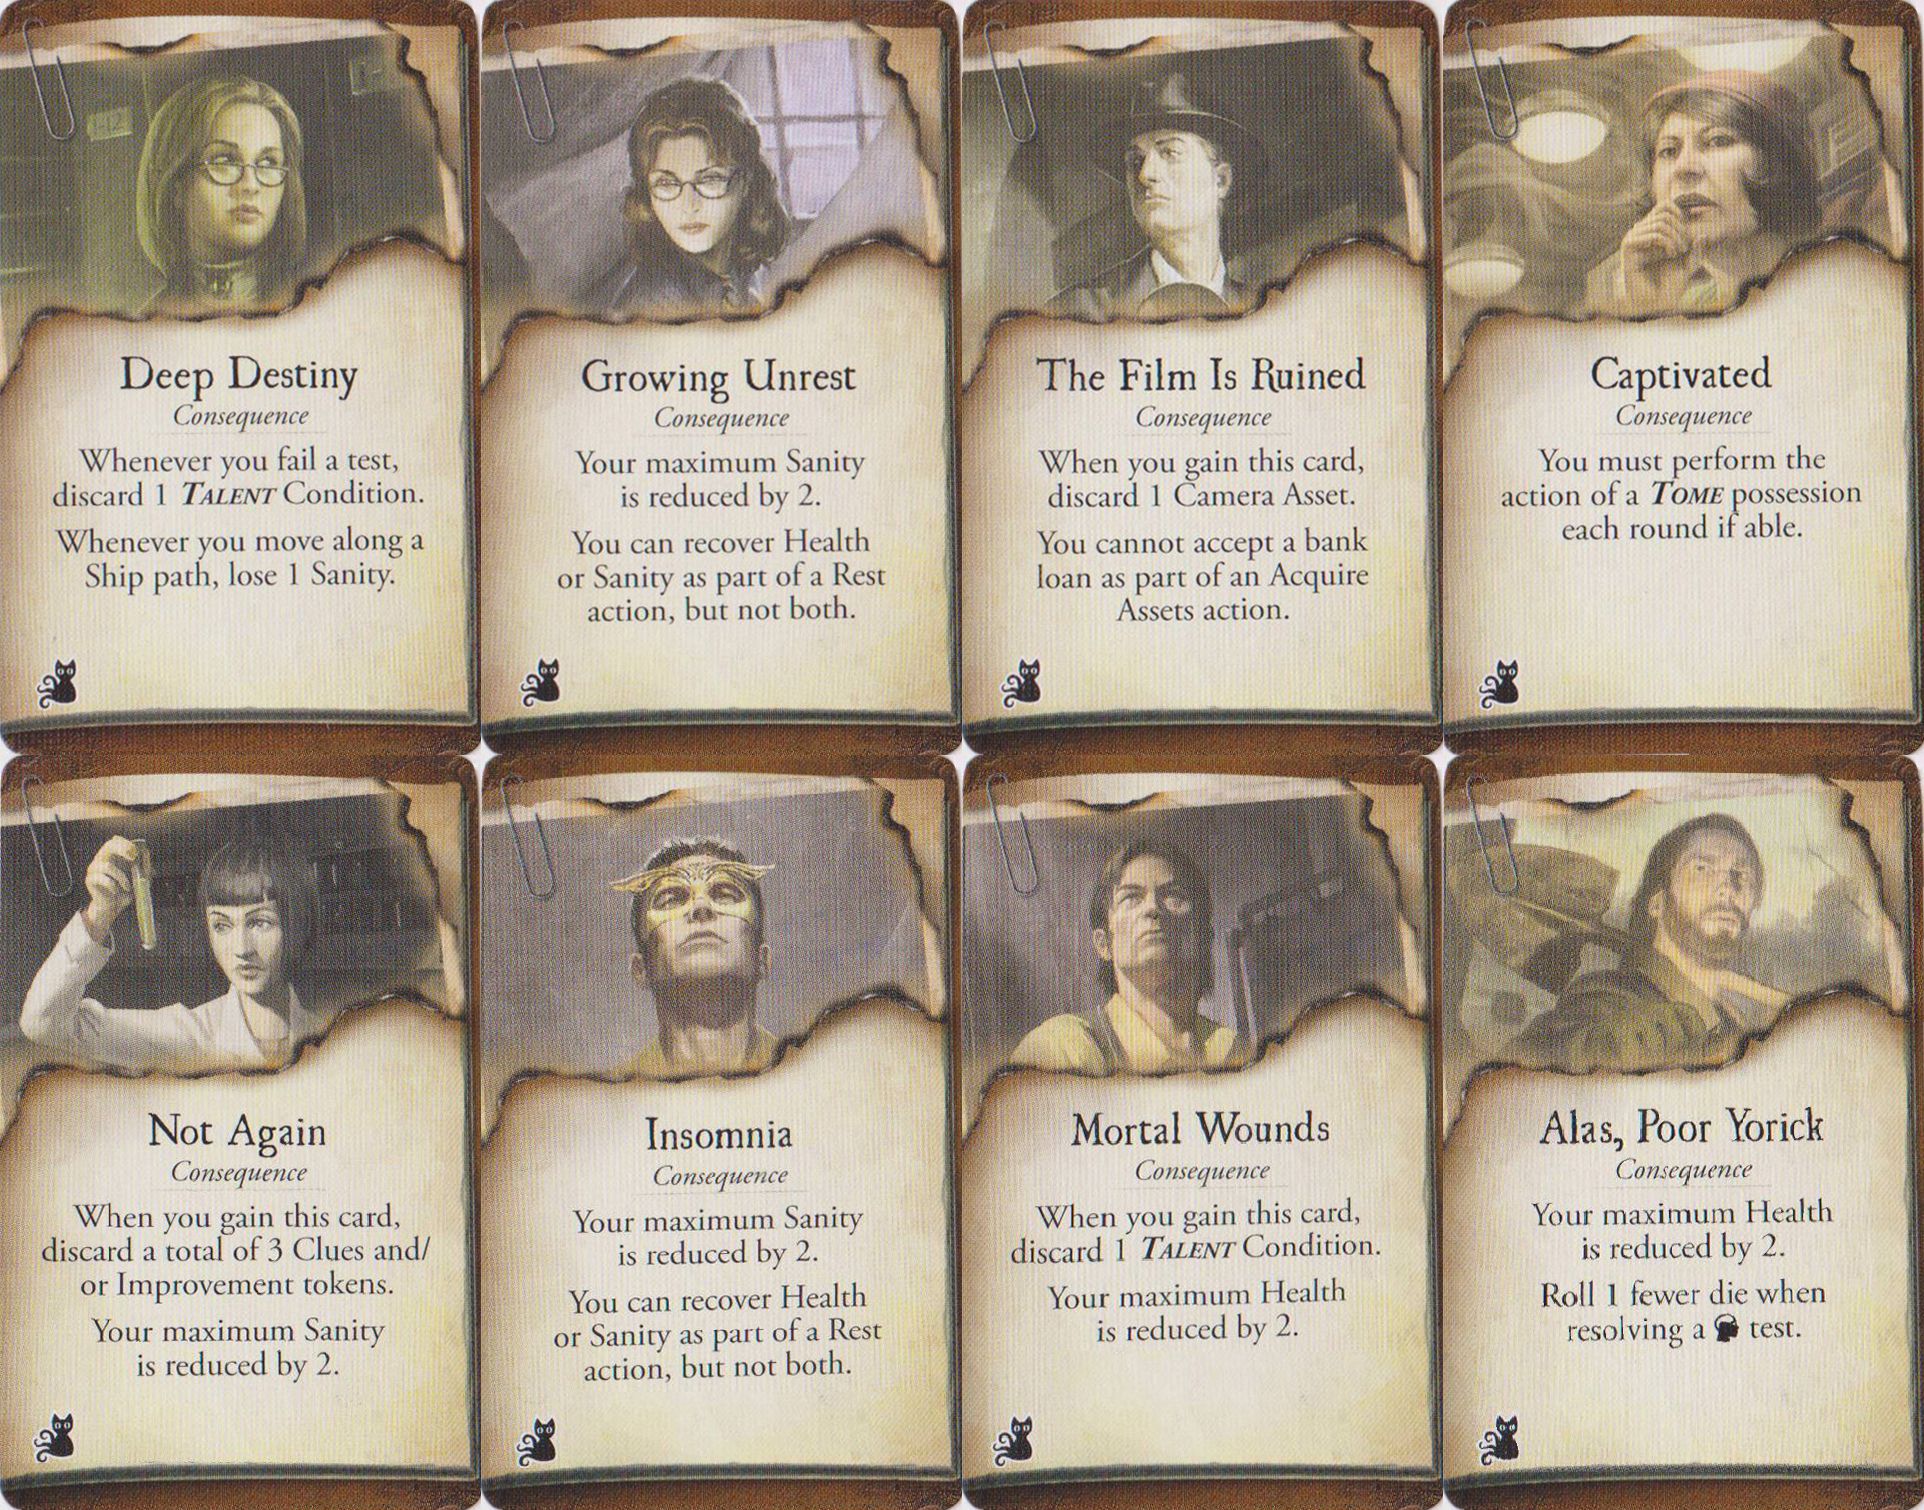 Deep Destiny
Consequence
Whenever you fail a test,
discard 1 TALENT Condition.
Whenever you move along a
Ship path, lose 1 Sanity.
Growing Unrest
Consequence
Your maximum Sanity
is reduced by 2.
You can recover Health
or Sanity as part of a Rest
action, but not both.
The Film Is Ruined
Consequence
When you gain this card,
discard 1 Camera Asset.
You cannot accept a bank
loan as part of an Acquire
Assets action.
Captivated
Consequence
You must perform the
action of a TOME possession
each round if able.
Not Again
Consequence
When you gain this card,
discard a total of 3 Clues and/
or Improvement tokens.
Your maximum Sanity
is reduced by 2.
Insomnia
Consequence
Your maximum Sanity
is reduced by 2.
You can recover Health
or Sanity as part of a Rest
action, but not both.
Mortal Wounds
Consequence
When you gain this card,
discard 1 TALENT Condition.
Your maximum Health
is reduced by 2.
Alas, Poor Yorick
Consequence
Your maximum Health
is reduced by 2.
Roll 1 fewer die when
resolving a test.